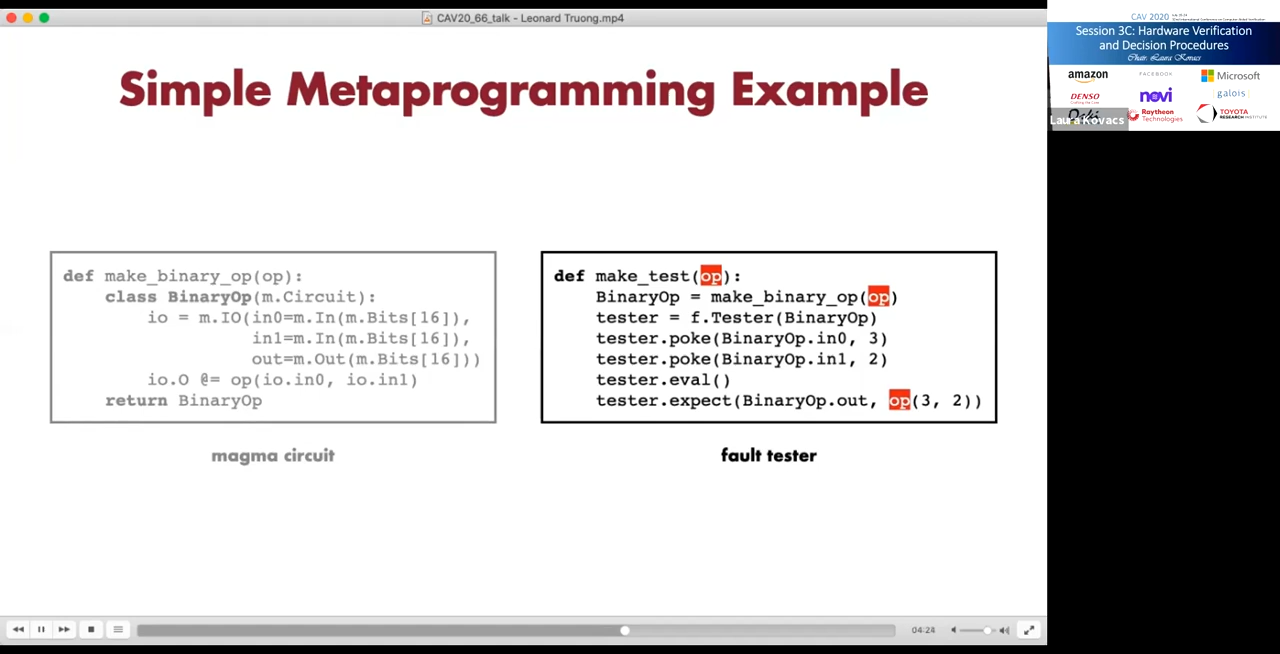 CAV20_66_talk - Leonard Truong.mp4
Simple Metaprogramming Example
def make_binary_op(op):
class BinaryOp(m.Circuit):
io = m.IO(in0=m.In(m.Bits[16]),
in1=m.In(m.Bits[16]),
out=m.Out(m.Bits[16]))
io.O @= op(io.in0, io.in1)
return BinaryOp
magma circuit
def make_test(op):
BinaryOp = make_binary_op(op)
tester = f.Tester(BinaryOp)
tester.poke(BinaryOp.in0, 3)
tester.poke(BinaryOp.in1, 2)
tester.eval()
tester.expect(BinaryOp.out, op(3, 2))
fault tester
04:24
CAV 2020
Session 3C: Hardware Verification
and Decision Procedures
Chair: Laura Kovacs
amazon
FACEBOOK
Microsoft
DENSO
novi
galois
Laura Kovacs
Raytheon
Technologies
TOYOTA
RESEARCH INSTITUTE